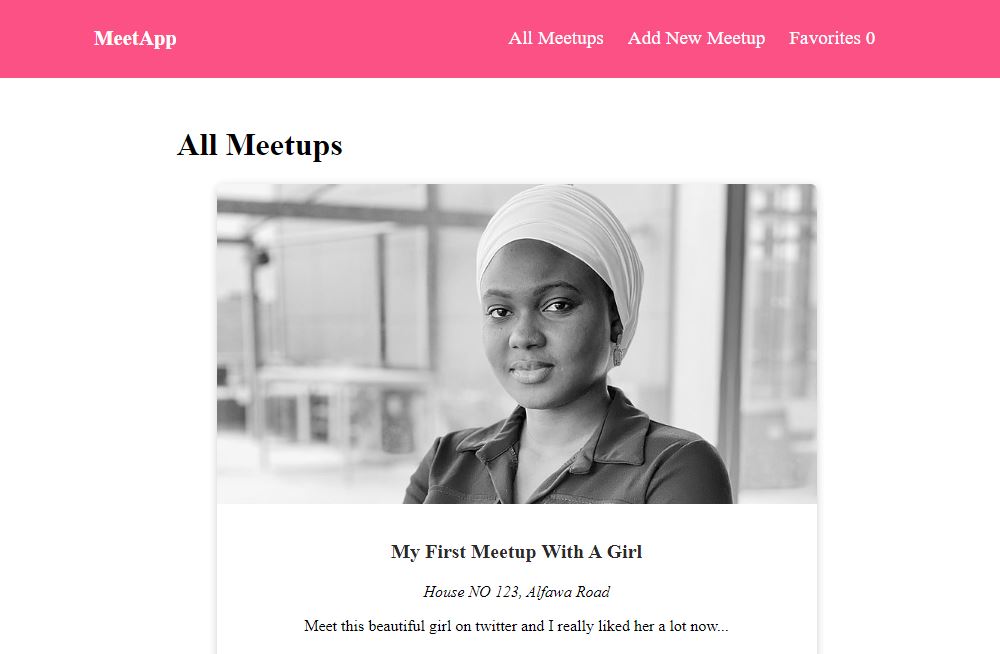 MeetApp All Meetups Add New Meetup Favorites 0
All Meetups
My First Meetup With A Girl
House NO 123, Alfawa Road
Meet this beautiful girl on twitter and I really liked her a lot now...